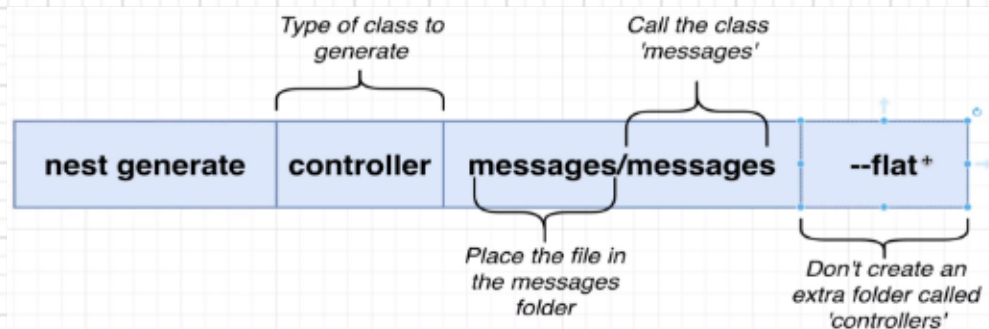 Type of class to
generate
Call the class
'messages'
nest generate
controller
messages/messages
--flat+
Place the file in
the messages
folder
Don't create an
extra folder called
'controllers'